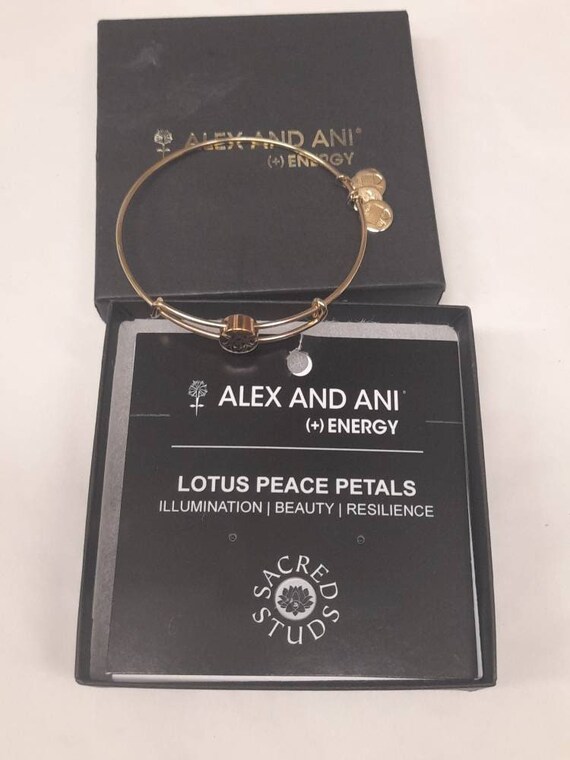 ALEX AND ANI®
(+) ENERGY
ALEX AND ANI
(+) ENERGY
LOTUS PEACE PETALS
ILLUMINATION | BEAUTY | RESILIENCE
SACRED
STUDS